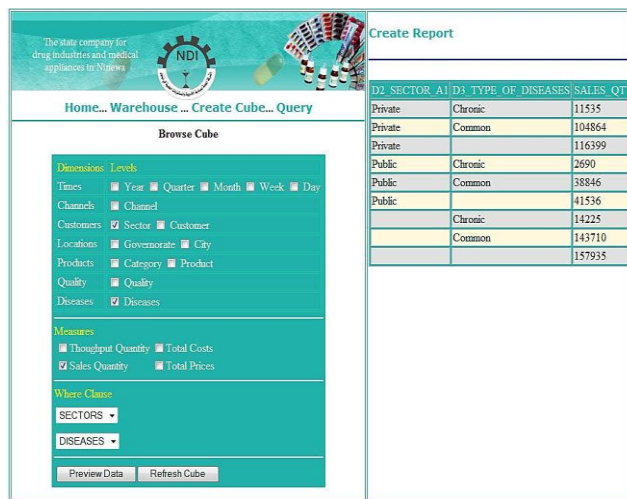 The state company for
drug industries and medical
appliances in Ninewa
NDI
Home... Warehouse ... Create Cube... Query
Browse Cube
Dimensions Levels
Times Year Quarter Month Week Day
Channels Channel
Customers Sector Customer
Locations Governorate City
Products Category Product
Quality Quality
Diseases Diseases
Measures
Thoughput Quantity Total Costs
Sales Quantity Total Prices
Where Clause
SECTORS
DISEASES
Preview Data Refresh Cube
Create Report
D2_SECTOR_A1 D3_TYPE_OF_DISEASES SALES_QT
Private Chronic 11535
Private Common 104864
Private 116399
Public Chronic 2690
Public Common 38846
Public 41536
Chronic 14225
Common 143710
157935